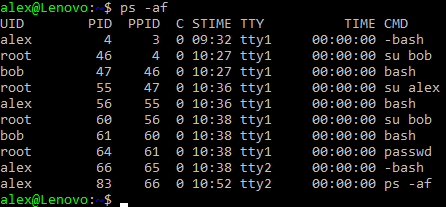 alex@Lenovo:~$ ps -af
UID        PID  PPID  C STIME TTY          TIME CMD
alex         4     3  0 09:32 tty1     00:00:00 -bash
root        46     4  0 10:27 tty1     00:00:00 su bob
bob         47    46  0 10:27 tty1     00:00:00 bash
root        55    47  0 10:36 tty1     00:00:00 su alex
alex        56    55  0 10:36 tty1     00:00:00 bash
root        60    56  0 10:38 tty1     00:00:00 su bob
bob         61    60  0 10:38 tty1     00:00:00 bash
root        64    61  0 10:38 tty1     00:00:00 passwd
alex        66    65  0 10:38 tty2     00:00:00 -bash
alex        83    66  0 10:52 tty2     00:00:00 ps -af
alex@Lenovo:~$